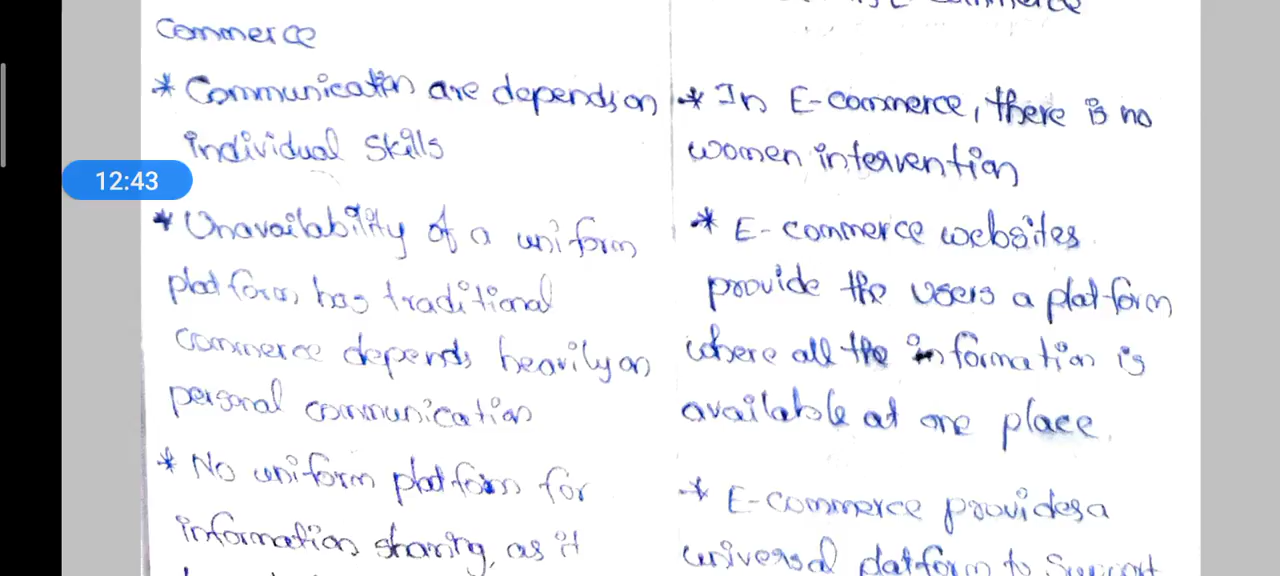 Commerce
* Communication are depends on
individual skills
* Unavailability of a uniform
platform has traditional
commerce depends heavily on
personal communication
* No uniform platform for
information sharing, as it
E-commerce
* In E-commerce, there is no
women intervention
* E-commerce websites
provide the users a platform
where all the information is
available at one place.
* E-commerce provides a
universal platform to support
12:43